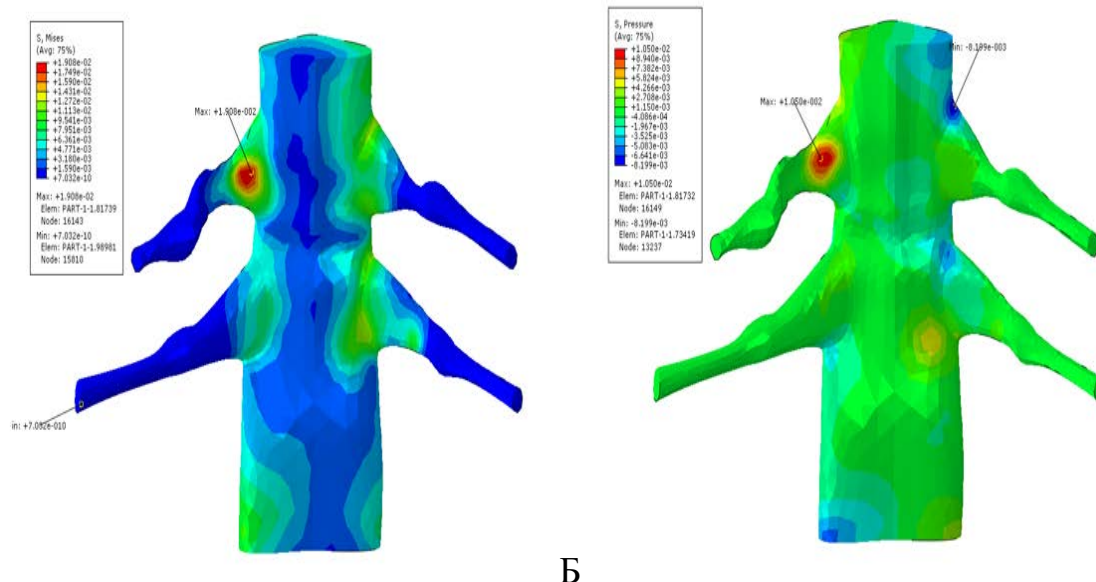 S, Mises
(Avg: 75%)
+1.908e-02
+1.749e-02
+1.590e-02
+1.431e-02
+1.272e-02
+1.113e-02
+9.541e-03
+7.951e-03
+6.361e-03
+4.771e-03
+3.180e-03
+1.590e-03
+7.032e-10
Max: +1.908e-02
Elem: PART-1-1.81739
Node: 16143
Min: +7.032e-10
Elem: PART-1-1.98981
Node: 15810
Max: +1.908e-002
in: +7.032e-010
S, Pressure
(Avg: 75%)
+1.050e-02
+8.940e-03
+7.382e-03
+5.824e-03
+4.266e-03
+2.708e-03
+1.150e-03
-4.086e-04
-1.967e-03
-3.525e-03
-5.083e-03
-6.641e-03
-8.199e-03
Max: +1.050e-02
Elem: PART-1-1.81732
Node: 16149
Min: -8.199e-03
Elem: PART-1-1.73419
Node: 13237
Min: -8.199e-003
Max: +1.050e-002
Б